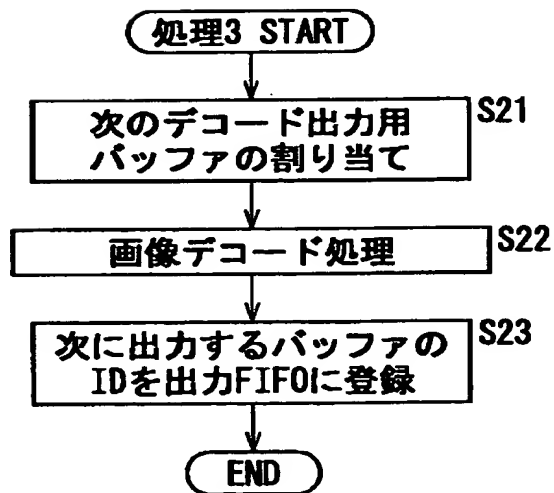 処理3 START
次のデコード出力用
バッファの割り当て
S21
画像デコード処理
S22
次に出力するバッファの
IDを出力FIFOに登録
S23
END